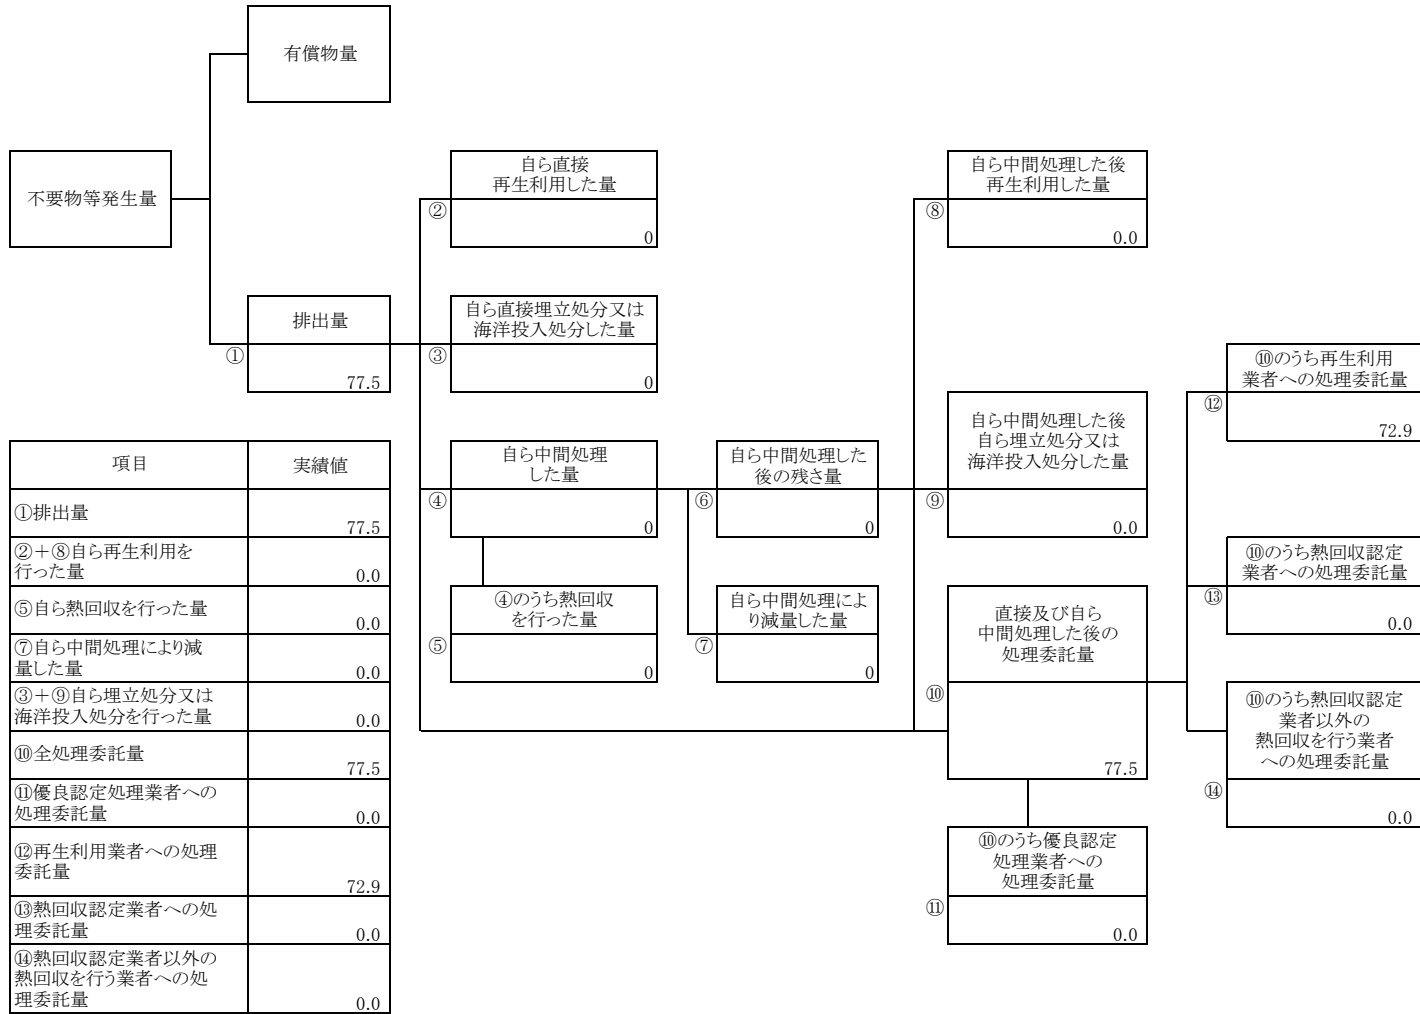 有償物量
不要物等発生量
自ら直接
再生利用した量
②
0
自ら中間処理した後
再生利用した量
⑧
0.0
排出量
①
77.5
自ら直接埋立処分又は
海洋投入処分した量
③
0
⑩のうち再生利用
業者への処理委託量
⑫
72.9
自ら中間処理
した量
④
0
自ら中間処理した
後の残さ量
⑥
0
自ら中間処理した後
自ら埋立処分又は
海洋投入処分した量
⑨
0.0
⑩のうち熱回収認定
業者への処理委託量
⑬
0.0
④のうち熱回収
を行った量
⑤
0
自ら中間処理によ
り減量した量
⑦
0
直接及び自ら
中間処理した後の
処理委託量
⑩
77.5
⑩のうち熱回収認定
業者以外の
熱回収を行う業者
への処理委託量
⑭
0.0
⑩のうち優良認定
処理業者への
処理委託量
⑪
0.0
項目 実績値
①排出量
77.5
②+⑧自ら再生利用を
行った量
0.0
⑤自ら熱回収を行った量
0.0
⑦自ら中間処理により減
量した量
0.0
③+⑨自ら埋立処分又は
海洋投入処分を行った量
0.0
⑩全処理委託量
77.5
⑪優良認定処理業者への
処理委託量
0.0
⑫再生利用業者への処理
委託量
72.9
⑬熱回収認定業者への処
理委託量
0.0
⑭熱回収認定業者以外の
熱回収を行う業者への処
理委託量
0.0